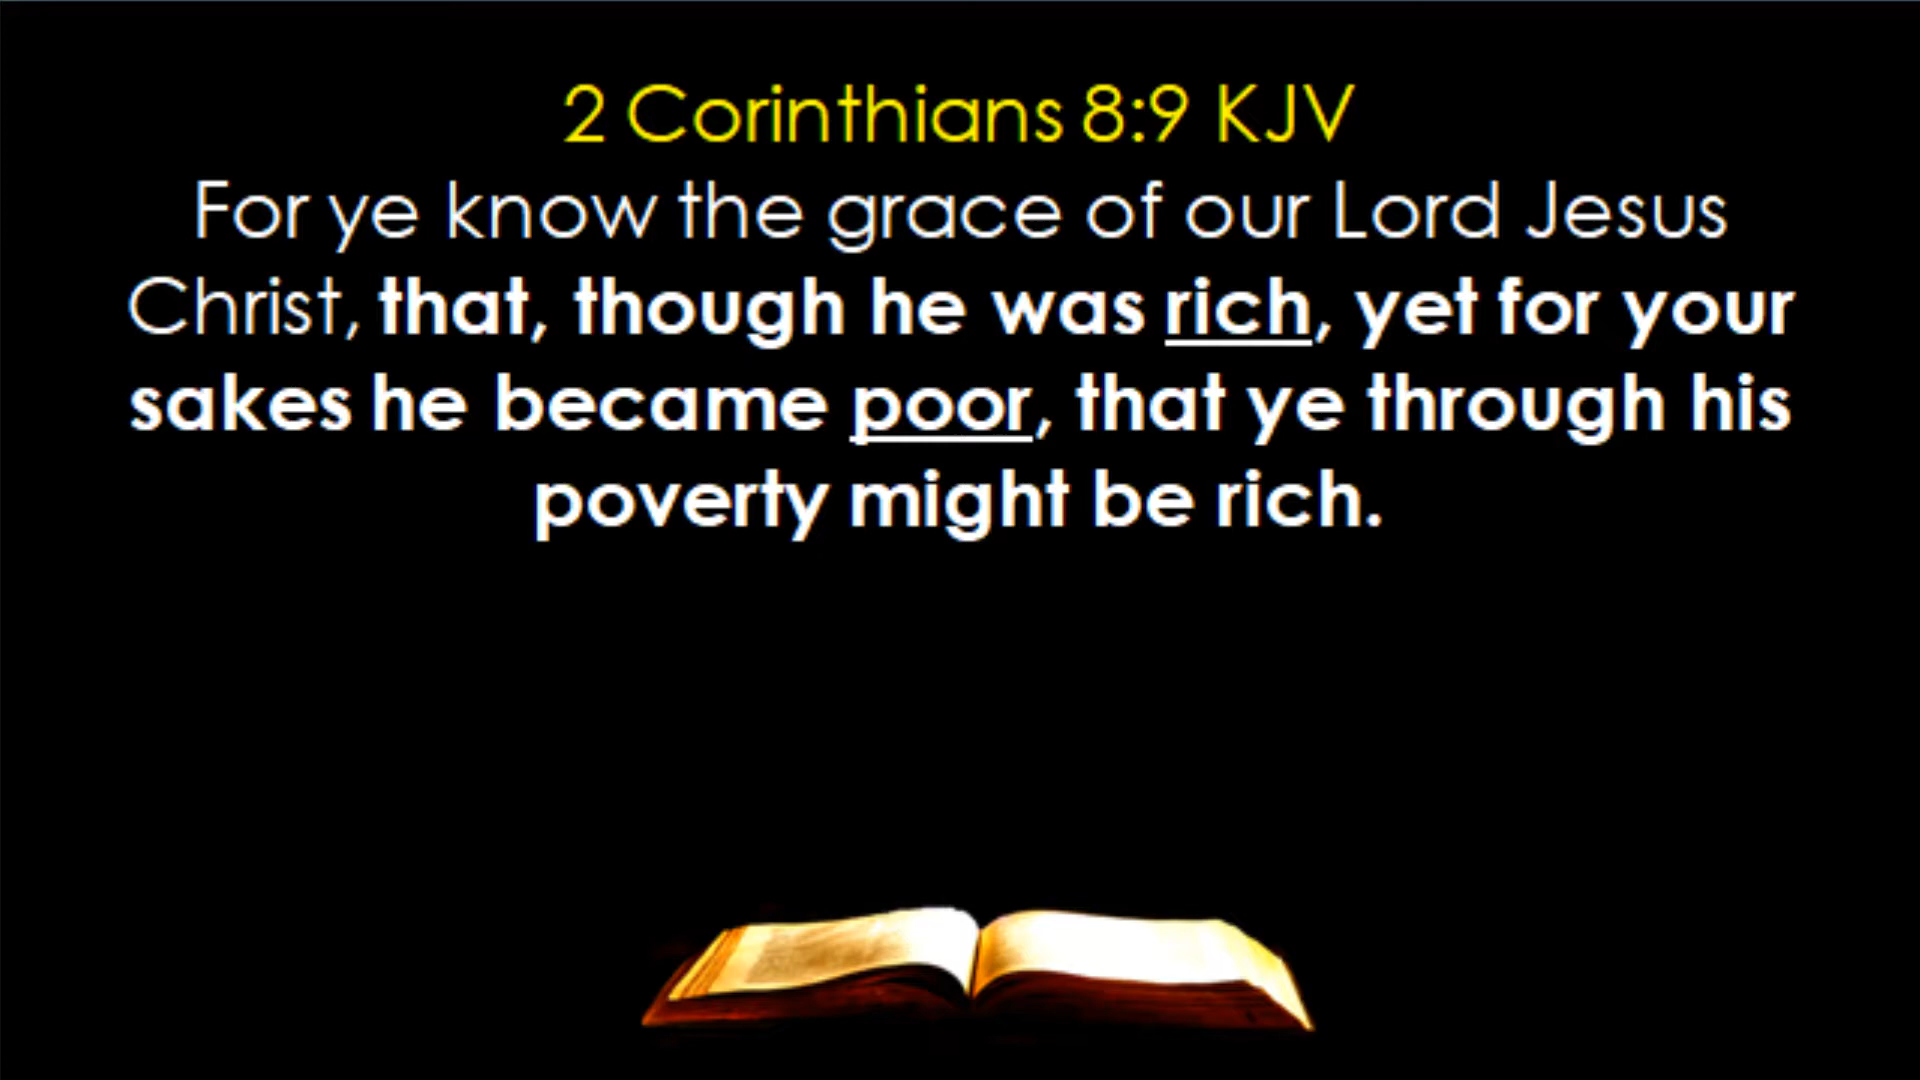 2 Corinthians 8:9 KJV
For ye know the grace of our Lord Jesus
Christ, that, though he was rich, yet for your
sakes he became poor, that ye through his
poverty might be rich.